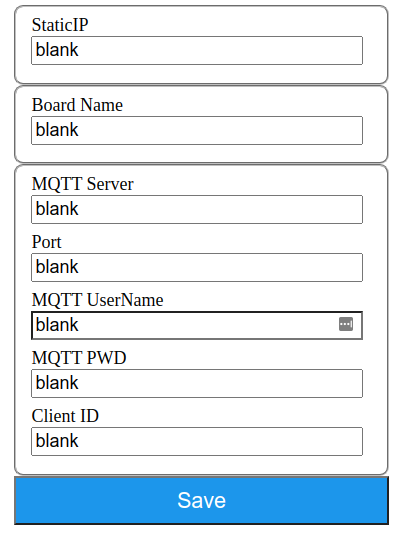 StaticIP
blank
Board Name
blank
MQTT Server
blank
Port
blank
MQTT UserName
blank
MQTT PWD
blank
Client ID
blank
Save